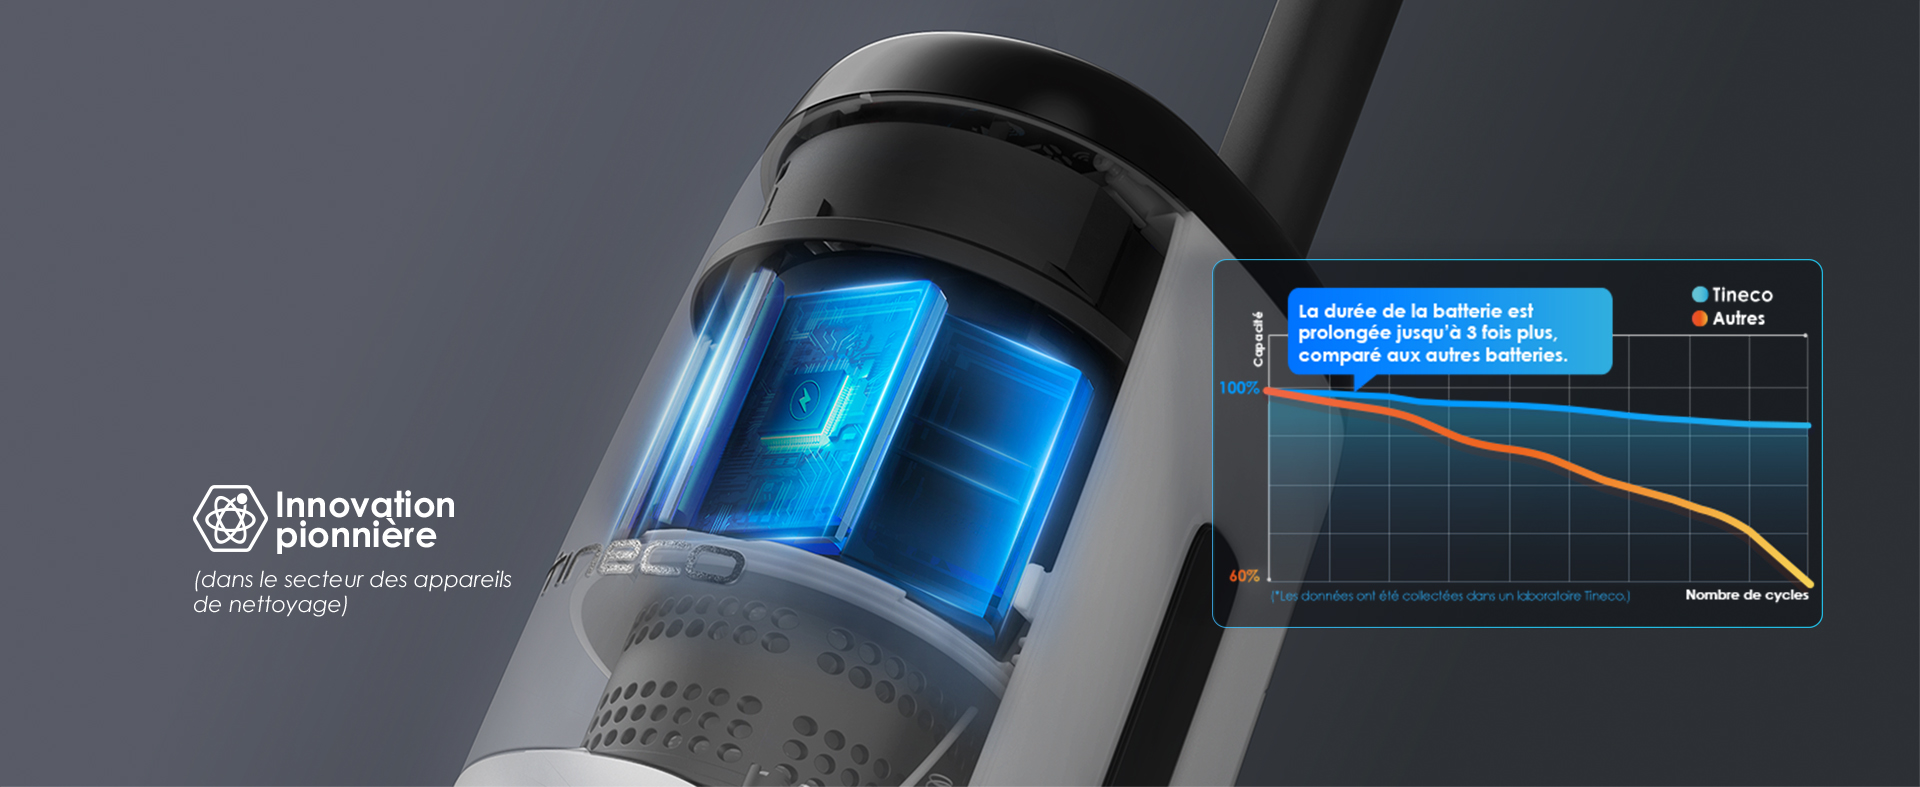 Innovation
pionnière
(dans le secteur des appareils
de nettoyage)
neco
Tineco
Autres
La durée de la batterie est
prolongée jusqu'à 3 fois plus,
comparé aux autres batteries.
Capacité
100%
60%
(*Les données ont été collectées dans un laboratoire Tineco.)
Nombre de cycles